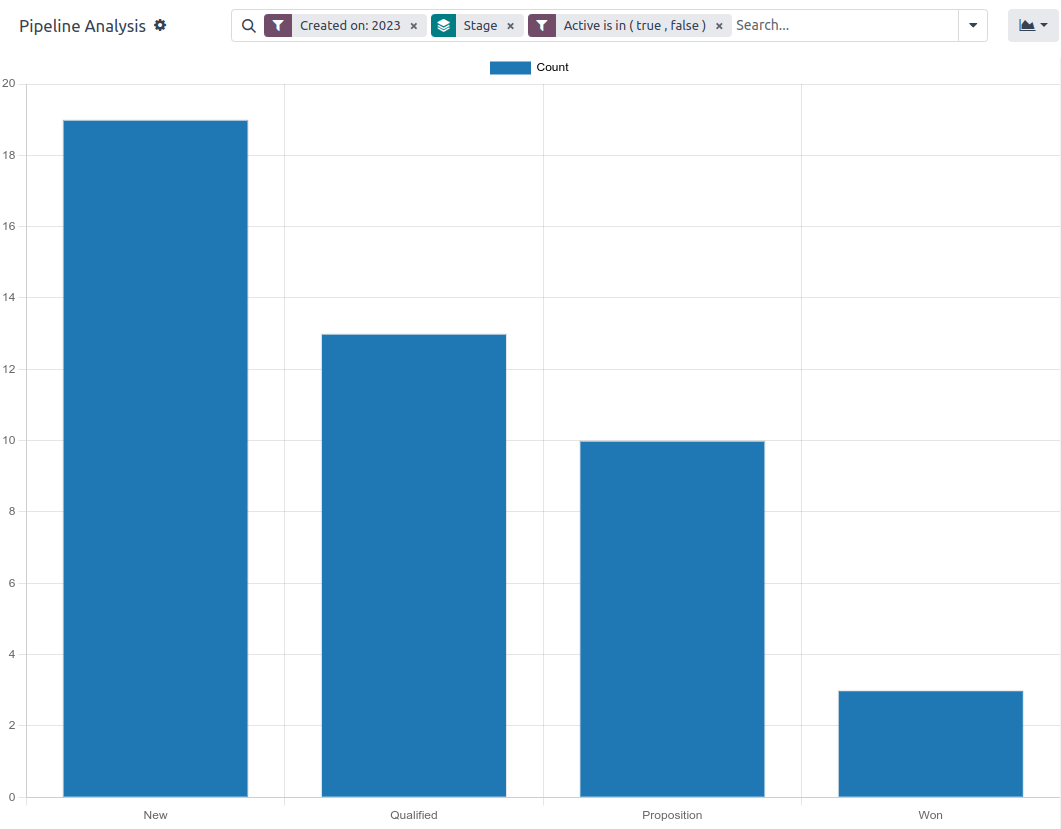 Pipeline Analysis
Created on: 2023 × Stage × Active is in ( true , false ) × Search...
Count
20
18
16
14
12
10
8
6
4
2
0
New Qualified Proposition Won